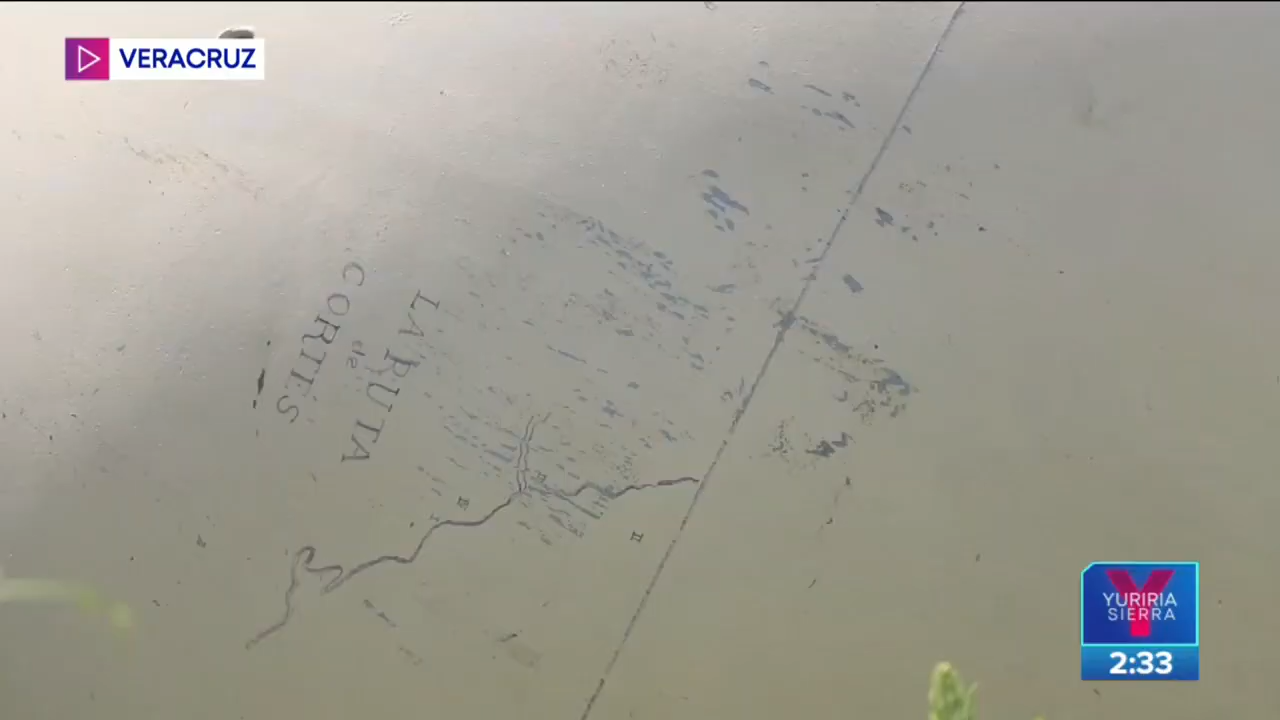 VERACRUZ
LA RUTA
de
CORTES
YURIRIA
SIERRA
2:33